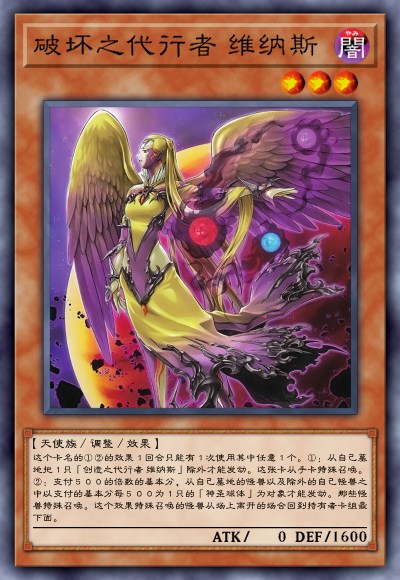 破坏之代行者 维纳斯
やみ
闇
【天使族／调整／效果】
这个卡名的①②的效果1回合只能有1次使用其中任意1个。①：从自己墓
地把1只「创造之代行者 维纳斯」除外才能发动。这张卡从手卡特殊召唤。
②：支付500的倍数的基本分，从自己墓地的怪兽以及除外的自己怪兽之
中以支付的基本分每500为1只的「神圣球体」为对象才能发动。那些怪
兽特殊召唤。这个效果特殊召唤的怪兽从场上离开的场合回到持有者卡组最
下面。
ATK/ 0 DEF/1600